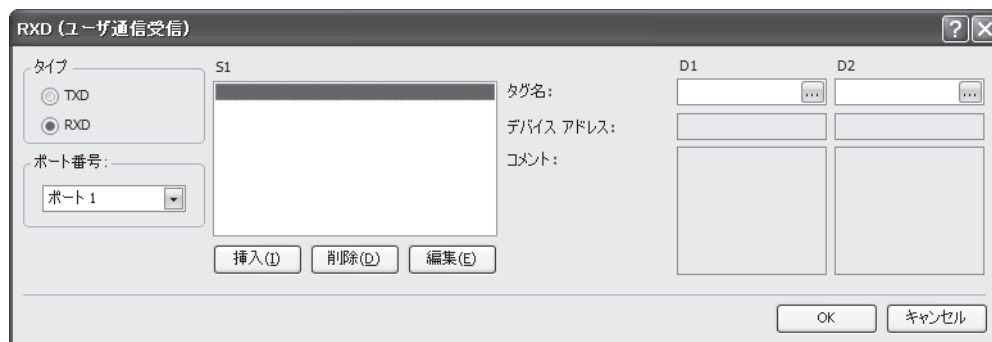 RXD (ユーザ通信受信)
タイプ
TXD
RXD
ポート番号:
ポート 1
S1
挿入(I)
削除(D)
編集(E)
D1
D2
タグ名:
...
...
デバイス アドレス:
コメント:
OK
キャンセル